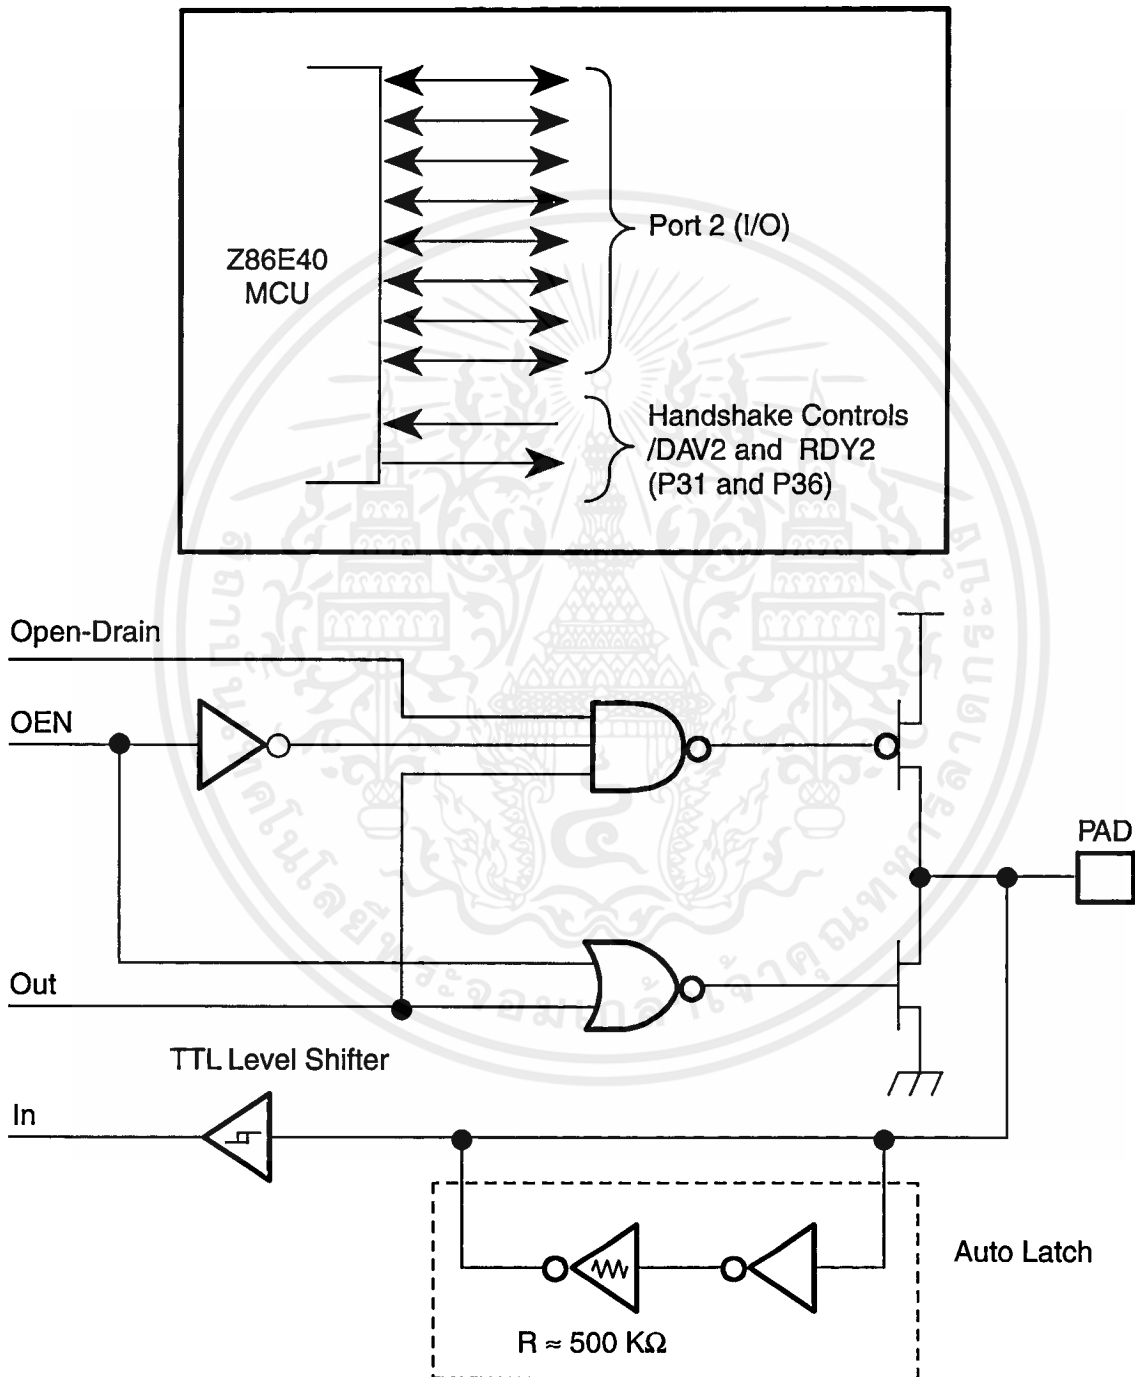 Z86E40
MCU
Port 2 (I/O)
Handshake Controls
/DAV2 and RDY2
(P31 and P36)
Open-Drain
OEN
PAD
Out
TTL Level Shifter
In
Auto Latch
R ≈ 500 KΩ